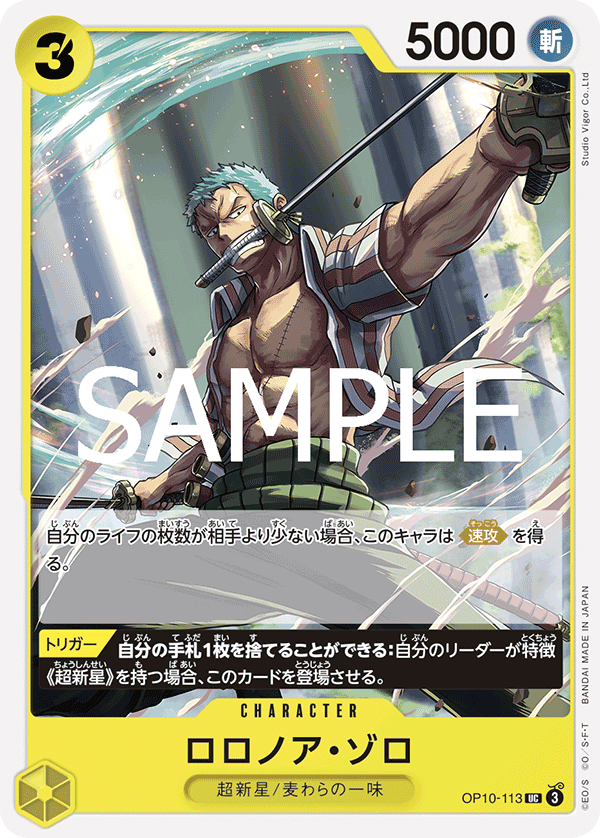 3
5000
斬
Studio Vigor Co.,Ltd
SAMPLE
自分のライフの枚数が相手より少ない場合、このキャラは 速攻 を得
る。
トリガー 自分の手札1枚を捨てることができる：自分のリーダーが特徴
《超新星》を持つ場合、このカードを登場させる。
CHARACTER
ロロノア・ゾロ
超新星/麦わらの一味
OP10-113 UC 3
©E.O/S ©O/S・F・T BANDAI MADE IN JAPAN